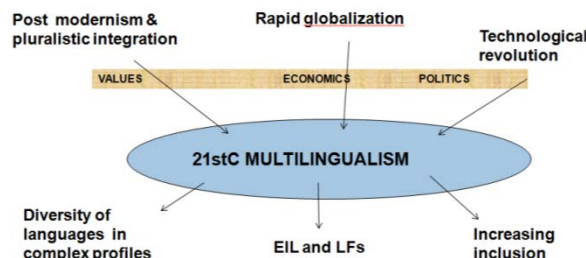 Post modernism &
pluralistic integration
Rapid globalization
Technological
revolution
VALUES ECONOMICS POLITICS
21stC MULTILINGUALISM
Diversity of
languages in
complex profiles
EIL and LFs
Increasing
inclusion